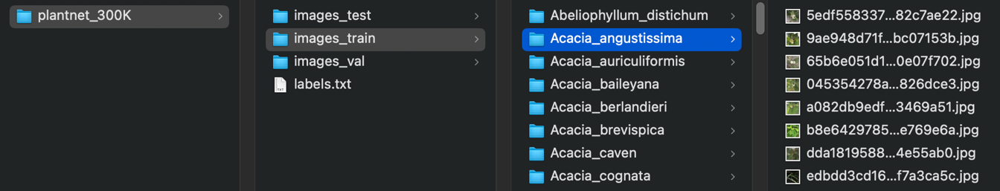 plantnet_300K
images_test
images_train
images_val
labels.txt
Abeliophyllum_distichum
Acacia_angustissima
Acacia_auriculiformis
Acacia_baileyana
Acacia_berlandieri
Acacia_brevispica
Acacia_caven
Acacia_cognata
5edf558337...82c7ae22.jpg
9ae948d71f...bc07153b.jpg
65b6e051d1...0e07f702.jpg
045354278a...826dce3.jpg
a082db9edf...3469a51.jpg
b8e6429785...e769e6a.jpg
dda1819588...4e55ab0.jpg
edbdd3cd16...f7a3ca5c.jpg